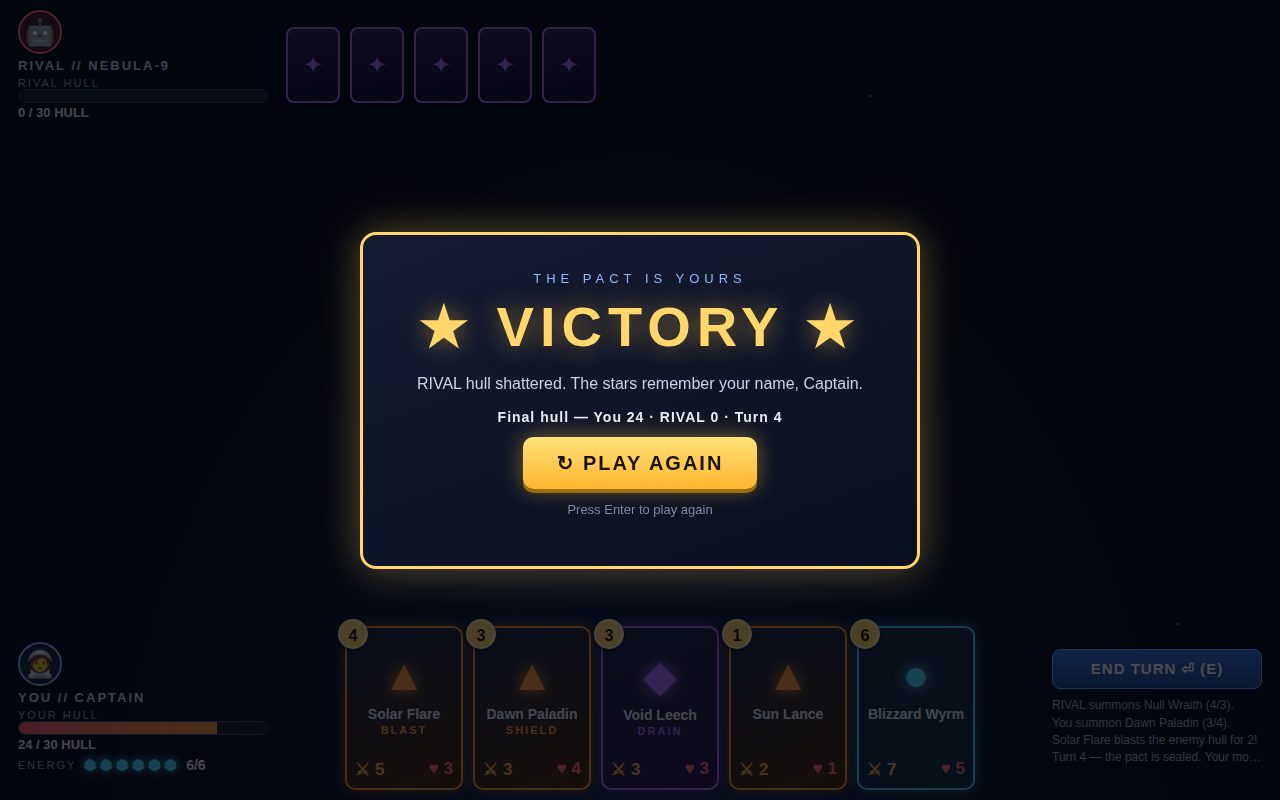 RIVAL // NEBULA-9
RIVAL HULL
0 / 30 HULL
THE PACT IS YOURS
★ VICTORY ★
RIVAL hull shattered. The stars remember your name, Captain.
Final hull — You 24 · RIVAL 0 · Turn 4
↻ PLAY AGAIN
Press Enter to play again
YOU // CAPTAIN
YOUR HULL
24 / 30 HULL
ENERGY 6/6
4
Solar Flare
BLAST
⚔ 5 ♥ 3
3
Dawn Paladin
SHIELD
⚔ 3 ♥ 4
3
Void Leech
DRAIN
⚔ 3 ♥ 3
1
Sun Lance
⚔ 2 ♥ 1
6
Blizzard Wyrm
⚔ 7 ♥ 5
END TURN ⏎ (E)
RIVAL summons Null Wraith (4/3).
You summon Dawn Paladin (3/4).
Solar Flare blasts the enemy hull for 2!
Turn 4 — the pact is sealed. Your mo…